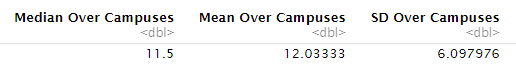 Median Over Campuses Mean Over Campuses SD Over Campuses
<dbl> <dbl> <dbl>
11.5 12.03333 6.097976